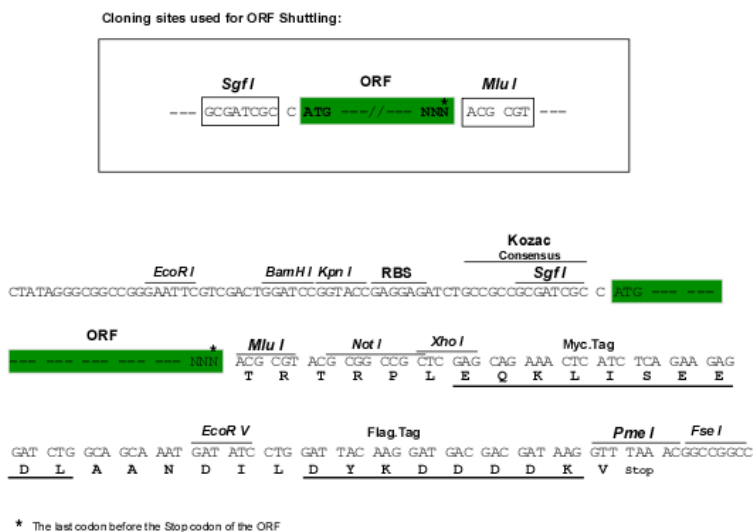 Cloning sites used for ORF Shuttling:
Sgf I ORF Mlu I
--- GCGATCGC C ATG ---//--- NNN* ACG CGT ---
Kozac
Consensus
EcoR I BamH I Kpn I RBS Sgf I
CTATAGGGCGGCCGGGAATTCGTCGACTGGATCCGGTACCGAGGAGATCTGCCGCCGCGATCGC C ATG --- ---
ORF Mlu I Not I Xho I Myc.Tag
--- --- --- --- --- --- NNN* ACG CGT ACG CGG CCG CTC GAG CAG AAA CTC ATC TCA GAA GAG
T R T R P L E Q K L I S E E
EcoR V Flag.Tag Pme I Fse I
GAT CTG GCA GCA AAT GAT ATC CTG GAT TAC AAG GAT GAC GAC GAT AAG GTT TAA ACGGCCGGCC
D L A A N D I L D Y K D D D D K V Stop
* The last codon before the Stop codon of the ORF